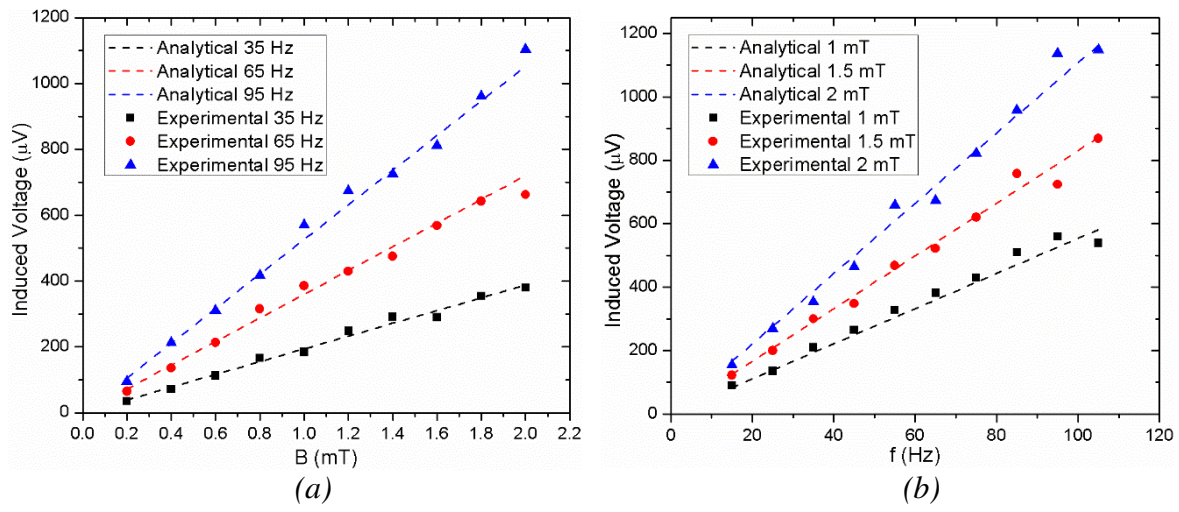 1200
1000
800
600
400
200
0
Induced Voltage (μV)
Analytical 35 Hz
Analytical 65 Hz
Analytical 95 Hz
Experimental 35 Hz
Experimental 65 Hz
Experimental 95 Hz
0.0 0.2 0.4 0.6 0.8 1.0 1.2 1.4 1.6 1.8 2.0 2.2
B (mT)
(a)
1200
1000
800
600
400
200
0
Induced Voltage (μV)
Analytical 1 mT
Analytical 1.5 mT
Analytical 2 mT
Experimental 1 mT
Experimental 1.5 mT
Experimental 2 mT
0 20 40 60 80 100 120
f (Hz)
(b)